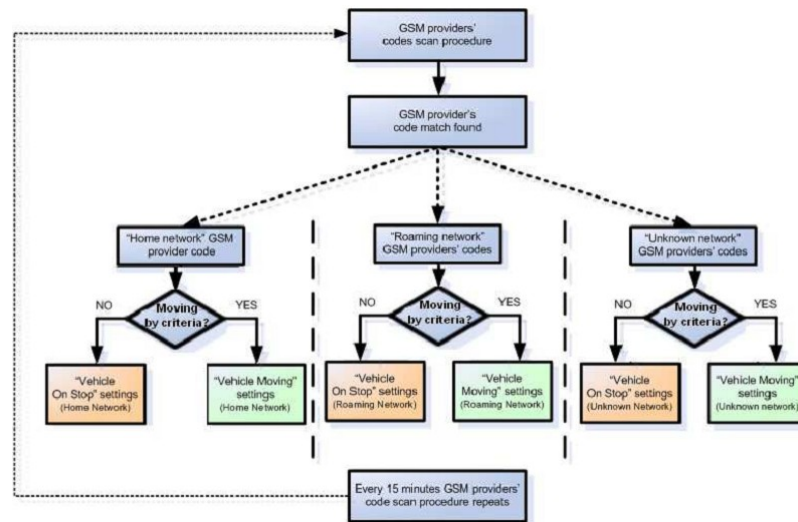 GSM providers'
codes scan procedure
GSM provider's
code match found
"Home network" GSM
provider code
"Roaming network"
GSM providers' codes
"Unknown network"
GSM providers' codes
NO
Moving
by criteria?
YES
NO
Moving
by criteria?
YES
NO
Moving
by criteria?
YES
"Vehicle
On Stop" settings
(Home Network)
"Vehicle Moving"
settings
(Home Network)
"Vehicle
On Stop" settings
(Roaming Network)
"Vehicle
Moving" settings
(Roaming Network)
"Vehicle
On Stop" settings
(Unknown Network)
"Vehicle Moving"
settings
(Unknown network)
Every 15 minutes GSM providers'
code scan procedure repeats